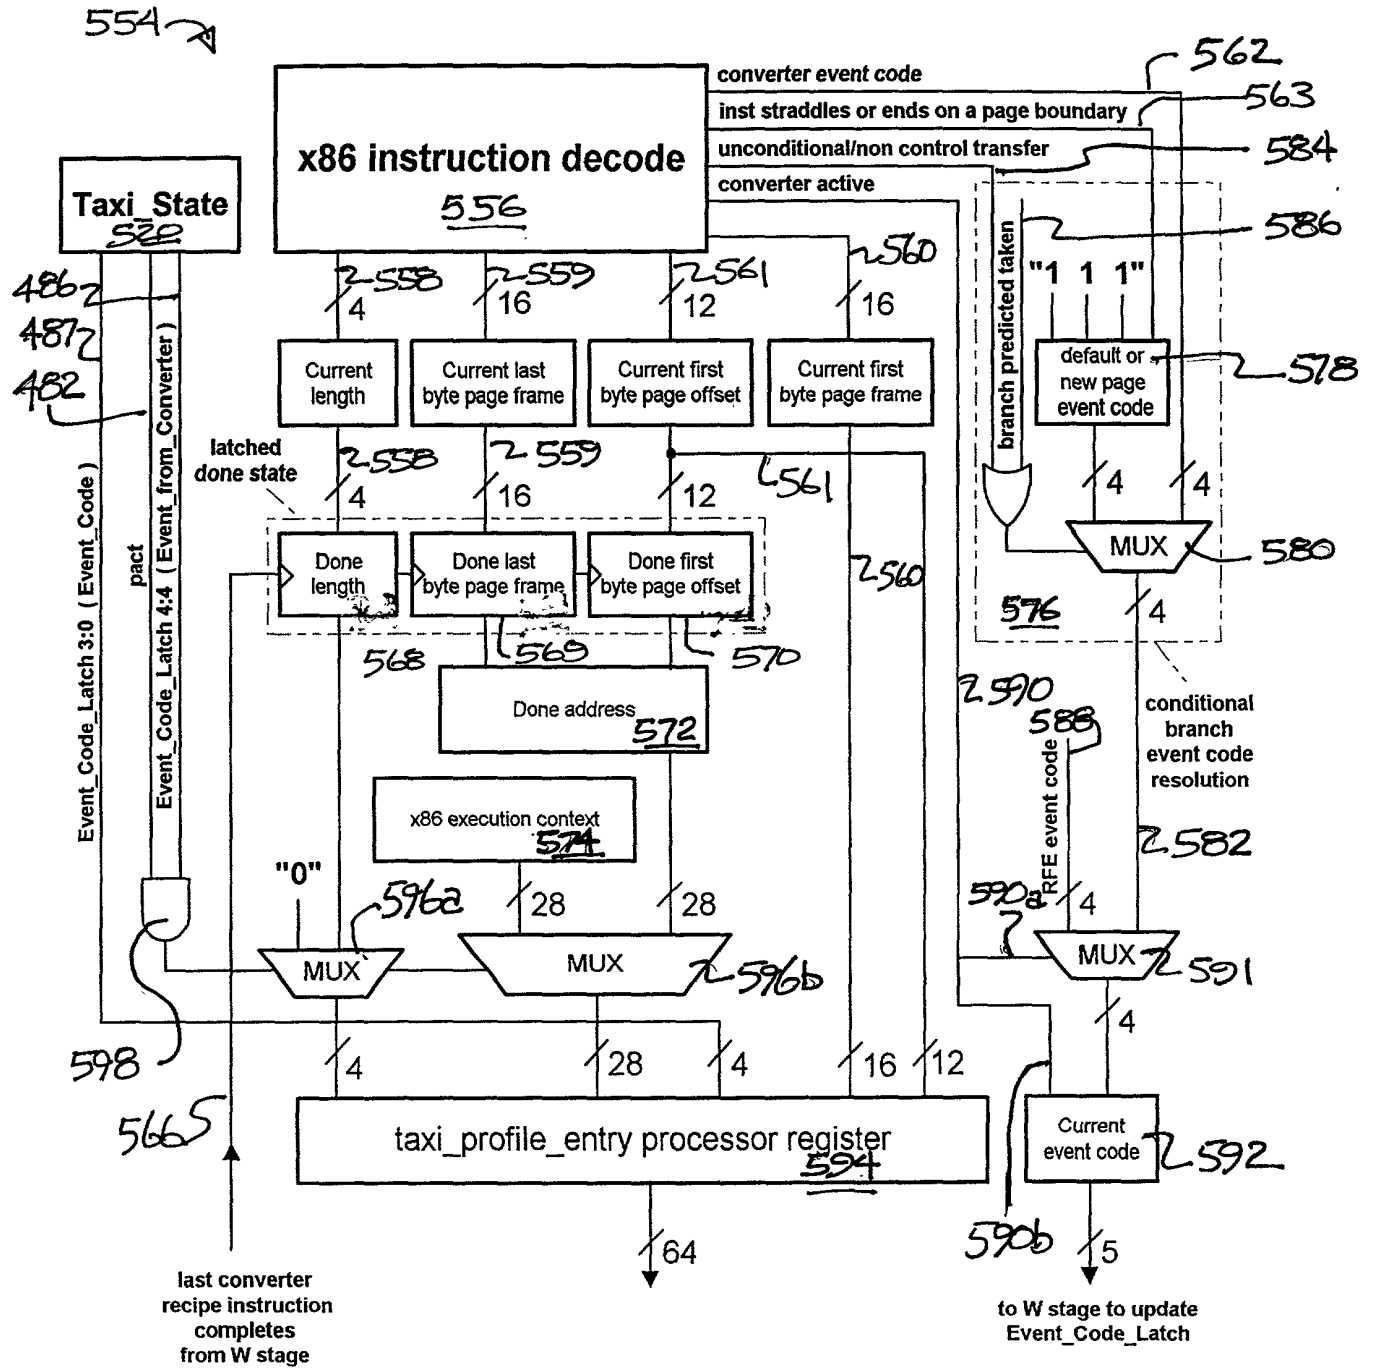 554
converter event code
562
inst straddles or ends on a page boundary
563
unconditional/non control transfer
584
converter active
x86 instruction decode
556
Taxi_State
520
586
branch predicted taken
"1 1 1"
486
487
482
558
559
561
560
4
16
12
16
Current
length
Current last
byte page frame
Current first
byte page offset
Current first
byte page frame
default or
new page
event code
578
latched
done state
558
559
561
4
16
12
4
4
MUX
580
Event_Code_Latch 3:0 ( Event_Code )
pact
Event_Code_Latch 4:4 ( Event_from_Converter )
Done
length
Done last
byte page frame
Done first
byte page offset
560
4
576
568
569
570
590
588
conditional
branch
event code
resolution
Done address
572
RFE event code
x86 execution context
574
582
"0"
596a
28
28
590a
4
MUX
MUX
596b
MUX
591
598
4
28
4
16
12
4
566
taxi_profile_entry processor register
594
Current
event code
592
64
590b
5
last converter
recipe instruction
completes
from W stage
to W stage to update
Event_Code_Latch